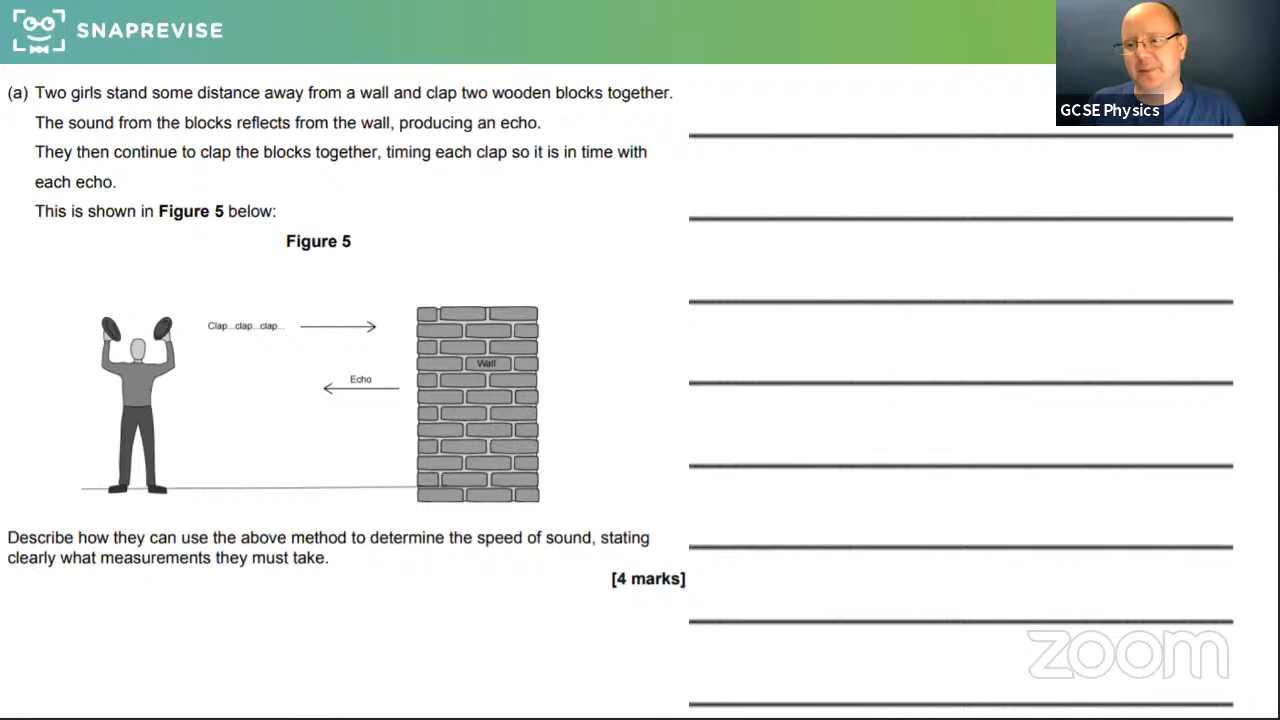 SNAPREVISE
GCSE Physics
(a) Two girls stand some distance away from a wall and clap two wooden blocks together.
The sound from the blocks reflects from the wall, producing an echo.
They then continue to clap the blocks together, timing each clap so it is in time with
each echo.
This is shown in Figure 5 below:
Figure 5
Clap...clap...clap...
Wall
Echo
Describe how they can use the above method to determine the speed of sound, stating
clearly what measurements they must take.
[4 marks]
zoom